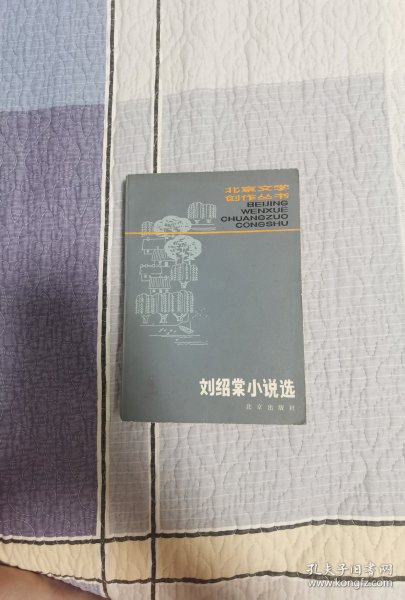 北京文学
创作丛书
BEIJING
WENXUE
CHUANGZUO
CONGSHU
刘绍棠小说选
北京出版社
孔夫子旧书网
www.kongfz.com